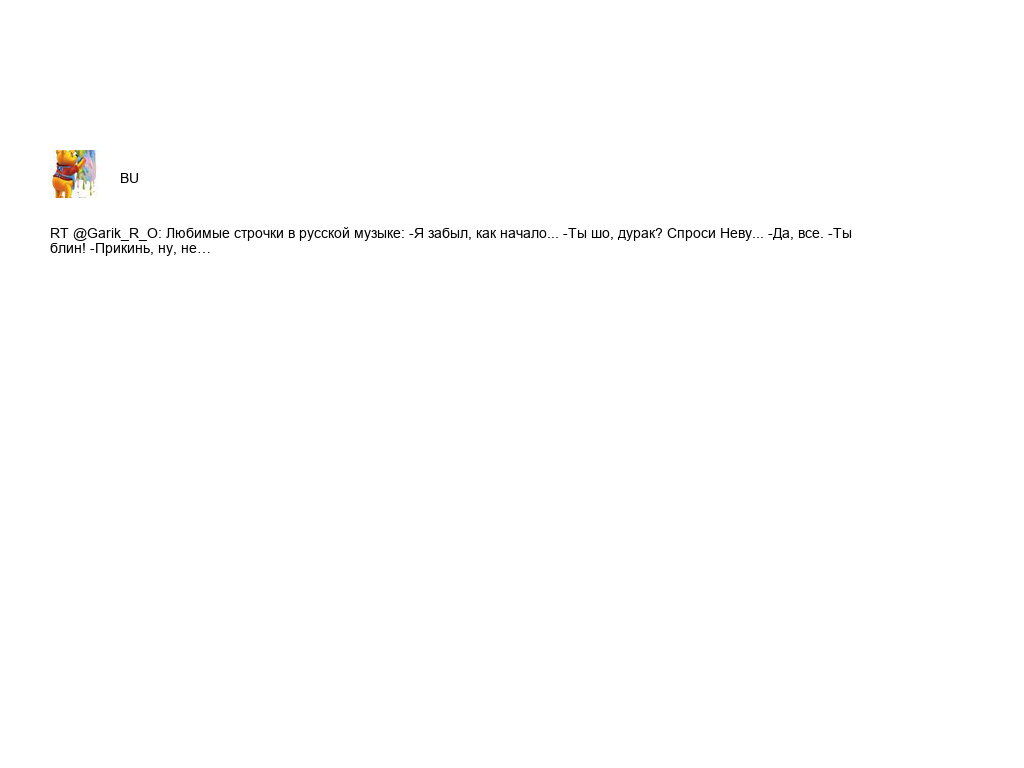 BU
RT @Garik_R_O: Любимые строчки в русской музыке: -Я забыл, как начало... -Ты шо, дурак? Спроси Неву... -Да, все. -Ты
блин! -Прикинь, ну, не…